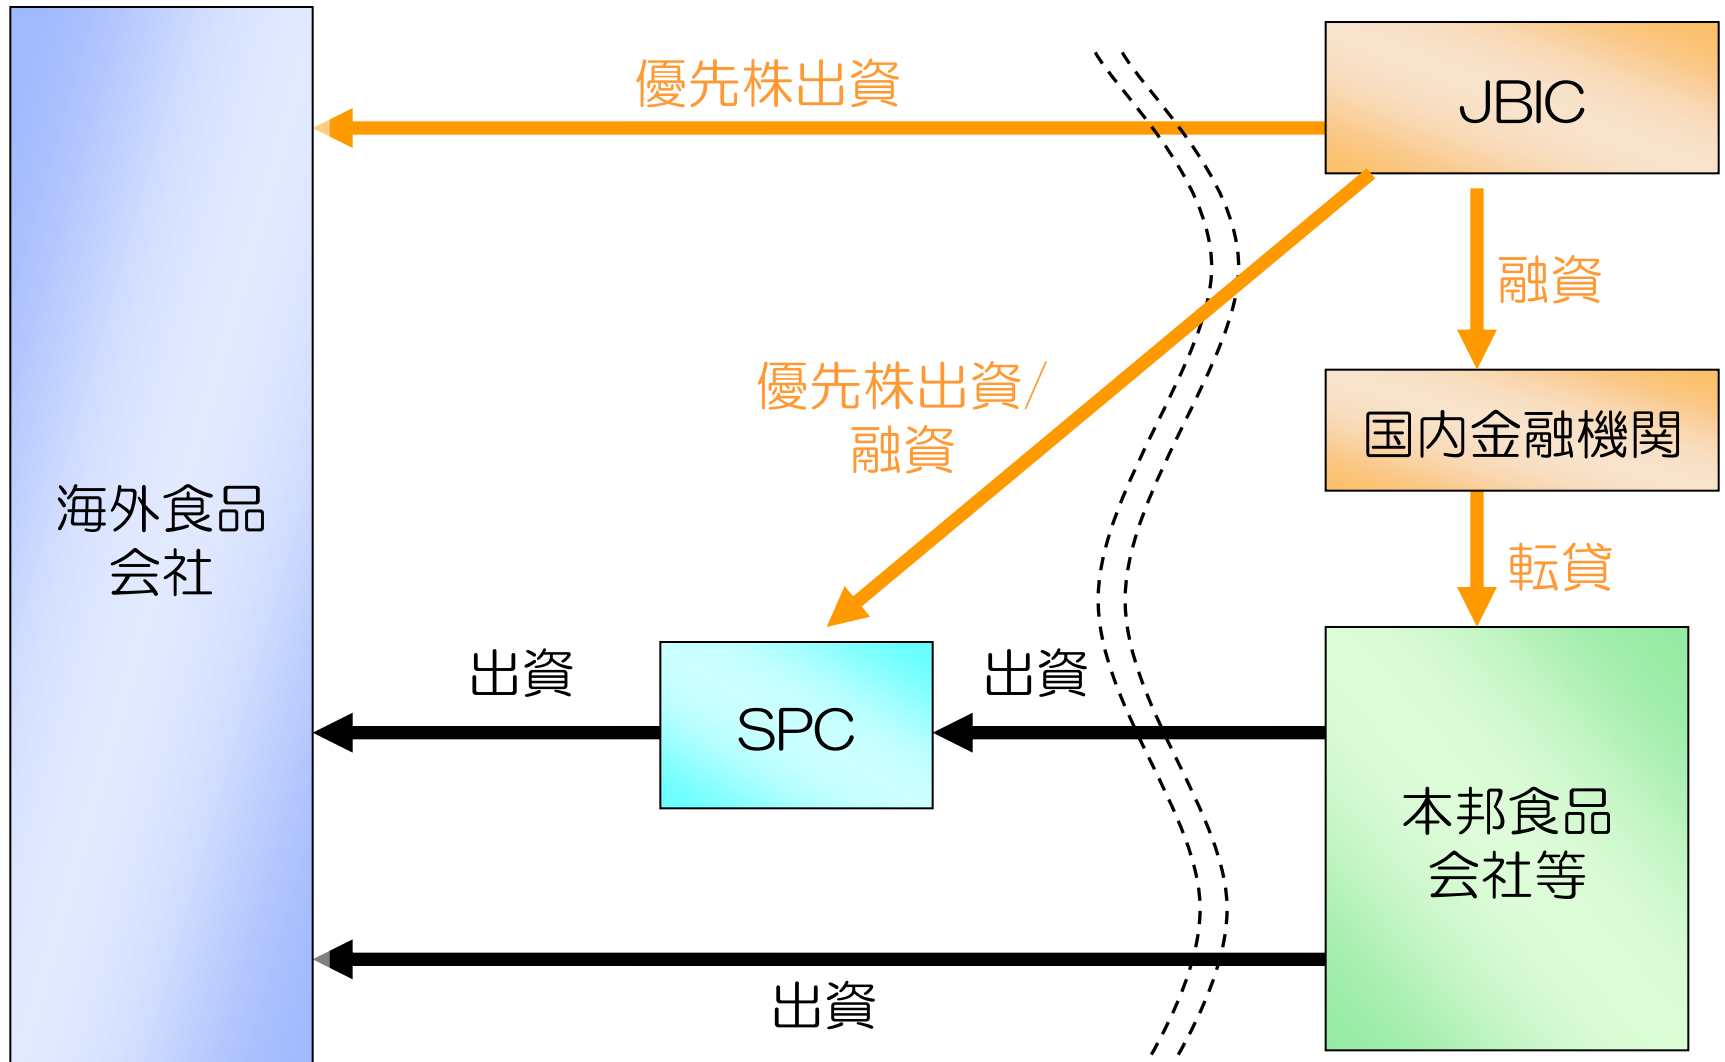 優先株出資
JBIC
融資
優先株出資/
融資
国内金融機関
転貸
海外食品
会社
出資
出資
SPC
本邦食品
会社等
出資